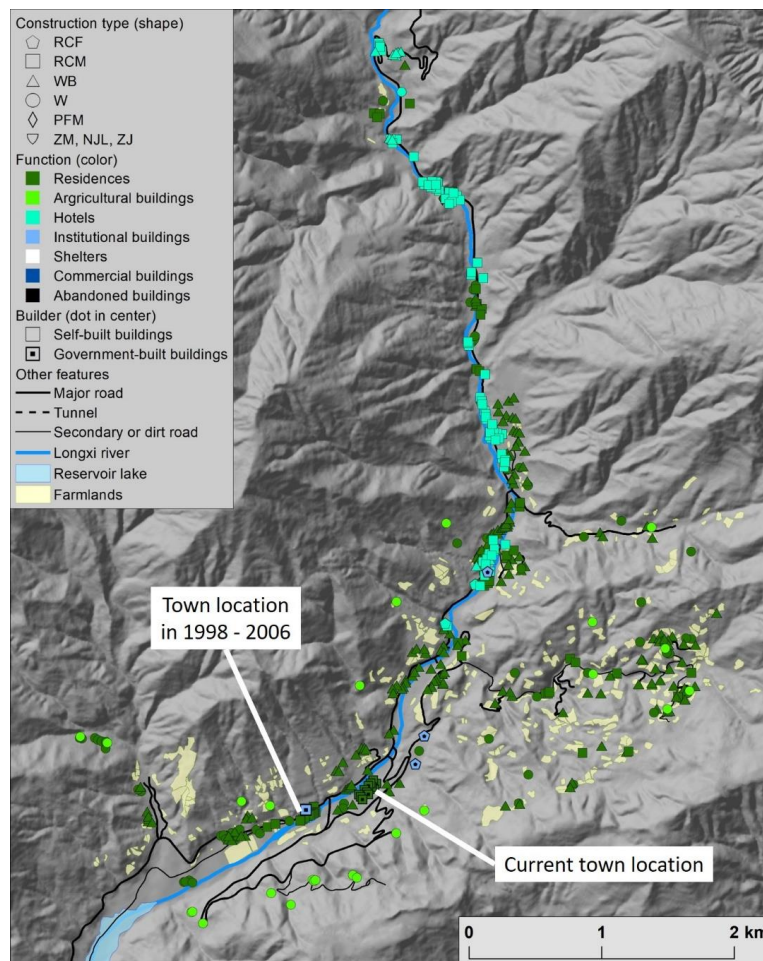 Construction type (shape)
RCF
RCM
WB
W
PFM
ZM, NJL, ZJ
Function (color)
Residences
Argricultural buildings
Hotels
Institutional buildings
Shelters
Commercial buildings
Abandoned buildings
Builder (dot in center)
Self-built buildings
Government-built buildings
Other features
Major road
Tunnel
Secondary or dirt road
Longxi river
Reservoir lake
Farmlands
Town location
in 1998 - 2006
Current town location
0 1 2 km